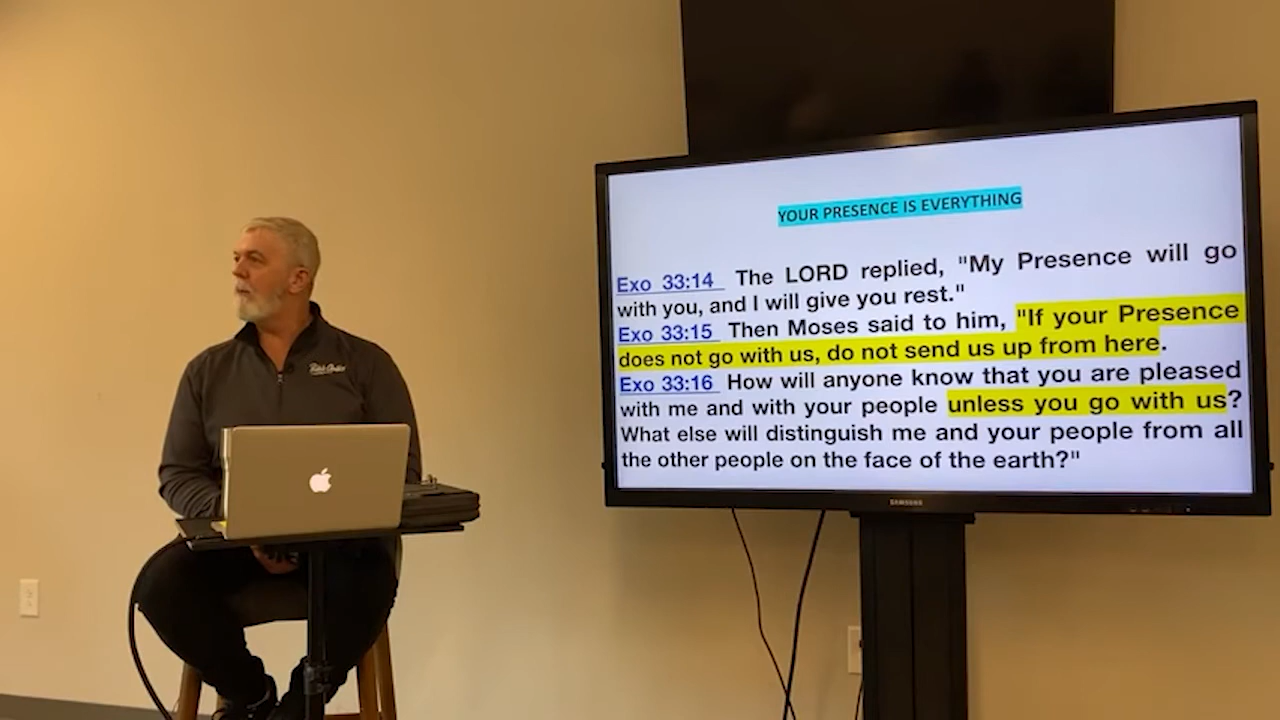 YOUR PRESENCE IS EVERYTHING
Exo 33:14 The LORD replied, "My Presence will go
with you, and I will give you rest."
Exo 33:15 Then Moses said to him, "If your Presence
does not go with us, do not send us up from here.
Exo 33:16 How will anyone know that you are pleased
with me and with your people unless you go with us?
What else will distinguish me and your people from all
the other people on the face of the earth?"
SAMSUNG